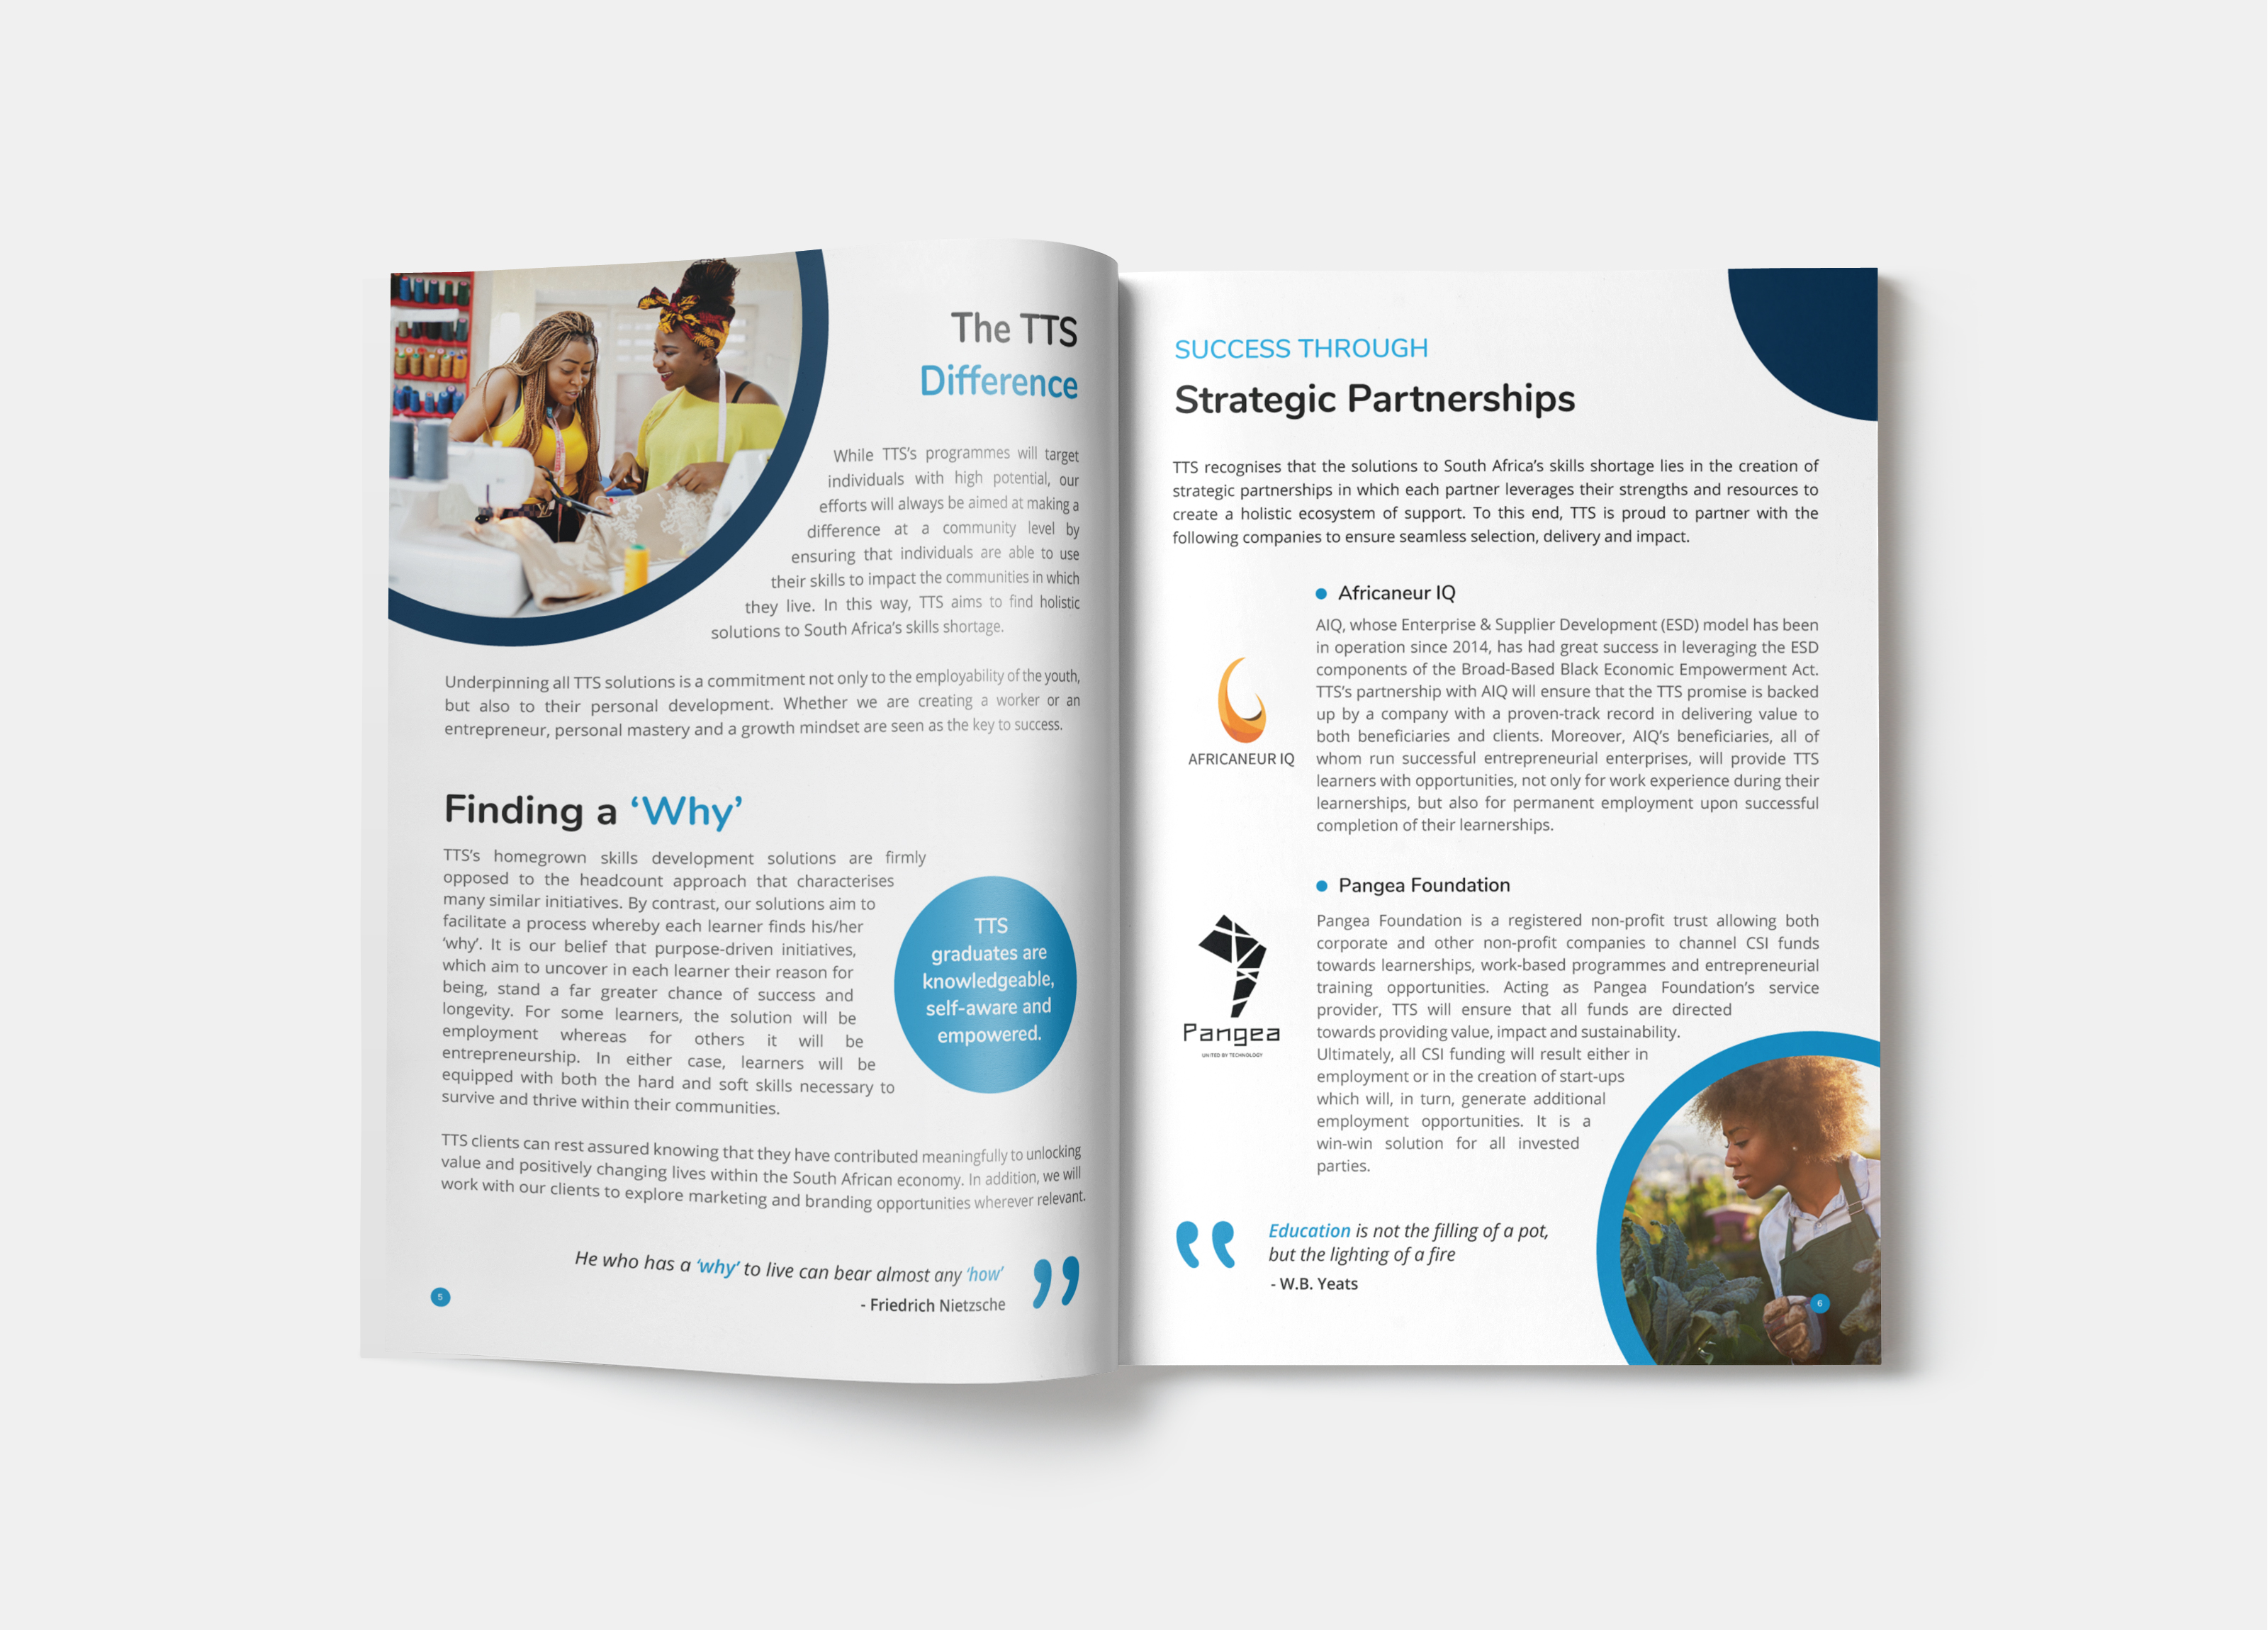 The TTS
Difference
While TTS's programmes will target
individuals with high potential, our
efforts will always be aimed at making a
difference at a community level by
ensuring that individuals are able to use
their skills to impact the communities in which
they live. In this way, TTS aims to find holistic
solutions to South Africa's skills shortage.
Underpinning all TTS solutions is a commitment not only to the employability of the youth,
but also to their personal development. Whether we are creating a worker or an
entrepreneur, personal mastery and a growth mindset are seen as the key to success.
Finding a ‘Why’
TTS's homegrown skills development solutions are firmly
opposed to the headcount approach that characterises
many similar initiatives. By contrast, our solutions aim to
facilitate a process whereby each learner finds his/her
‘why’. It is our belief that purpose-driven initiatives,
which aim to uncover in each learner their reason for
being, stand a far greater chance of success and
longevity. For some learners, the solution will be
employment whereas for others it will be
entrepreneurship. In either case, learners will be
equipped with both the hard and soft skills necessary to
survive and thrive within their communities.
TTS
graduates are
knowledgeable,
self-aware and
empowered.
TTS clients can rest assured knowing that they have contributed meaningfully to unlocking
value and positively changing lives within the South African economy. In addition, we will
work with our clients to explore marketing and branding opportunities wherever relevant.
He who has a ‘why’ to live can bear almost any ‘how’
- Friedrich Nietzsche
”
5
SUCCESS THROUGH
Strategic Partnerships
TTS recognises that the solutions to South Africa's skills shortage lies in the creation of
strategic partnerships in which each partner leverages their strengths and resources to
create a holistic ecosystem of support. To this end, TTS is proud to partner with the
following companies to ensure seamless selection, delivery and impact.
AFRICANEUR IQ
• Africaneur IQ
AIQ, whose Enterprise & Supplier Development (ESD) model has been
in operation since 2014, has had great success in leveraging the ESD
components of the Broad-Based Black Economic Empowerment Act.
TTS's partnership with AIQ will ensure that the TTS promise is backed
up by a company with a proven-track record in delivering value to
both beneficiaries and clients. Moreover, AIQ's beneficiaries, all of
whom run successful entrepreneurial enterprises, will provide TTS
learners with opportunities, not only for work experience during their
learnerships, but also for permanent employment upon successful
completion of their learnerships.
Pangea
UNITED BY TECHNOLOGY
• Pangea Foundation
Pangea Foundation is a registered non-profit trust allowing both
corporate and other non-profit companies to channel CSI funds
towards learnerships, work-based programmes and entrepreneurial
training opportunities. Acting as Pangea Foundation's service
provider, TTS will ensure that all funds are directed
towards providing value, impact and sustainability.
Ultimately, all CSI funding will result either in
employment or in the creation of start-ups
which will, in turn, generate additional
employment opportunities. It is a
win-win solution for all invested
parties.
“
Education is not the filling of a pot,
but the lighting of a fire
- W.B. Yeats
6